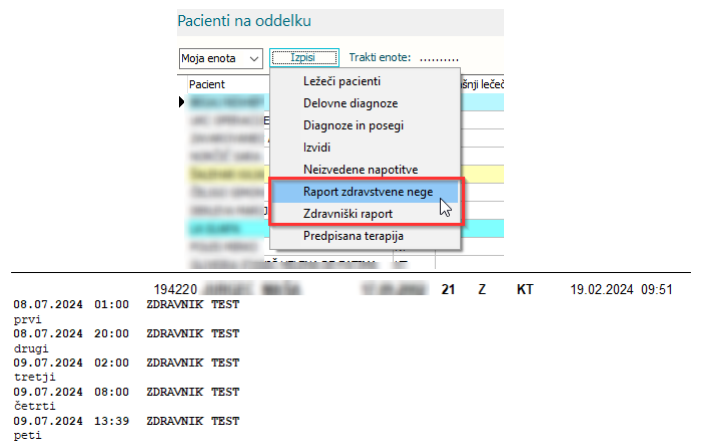 Pacienti na oddelku
Moja enota Izpisi Trakti enote: ..........
Pacient šnji leče
Ležeči pacienti
Delovne diagnoze
Diagnoze in posegi
Izvidi
Neizvedene napotitve
Raport zdravstvene nege
Zdravniški raport
Predpisana terapija
194220 21 Z KT 19.02.2024 09:51
08.07.2024 01:00 ZDRAVNIK TEST
prvi
08.07.2024 20:00 ZDRAVNIK TEST
drugi
09.07.2024 02:00 ZDRAVNIK TEST
tretji
09.07.2024 08:00 ZDRAVNIK TEST
četrti
09.07.2024 13:39 ZDRAVNIK TEST
peti